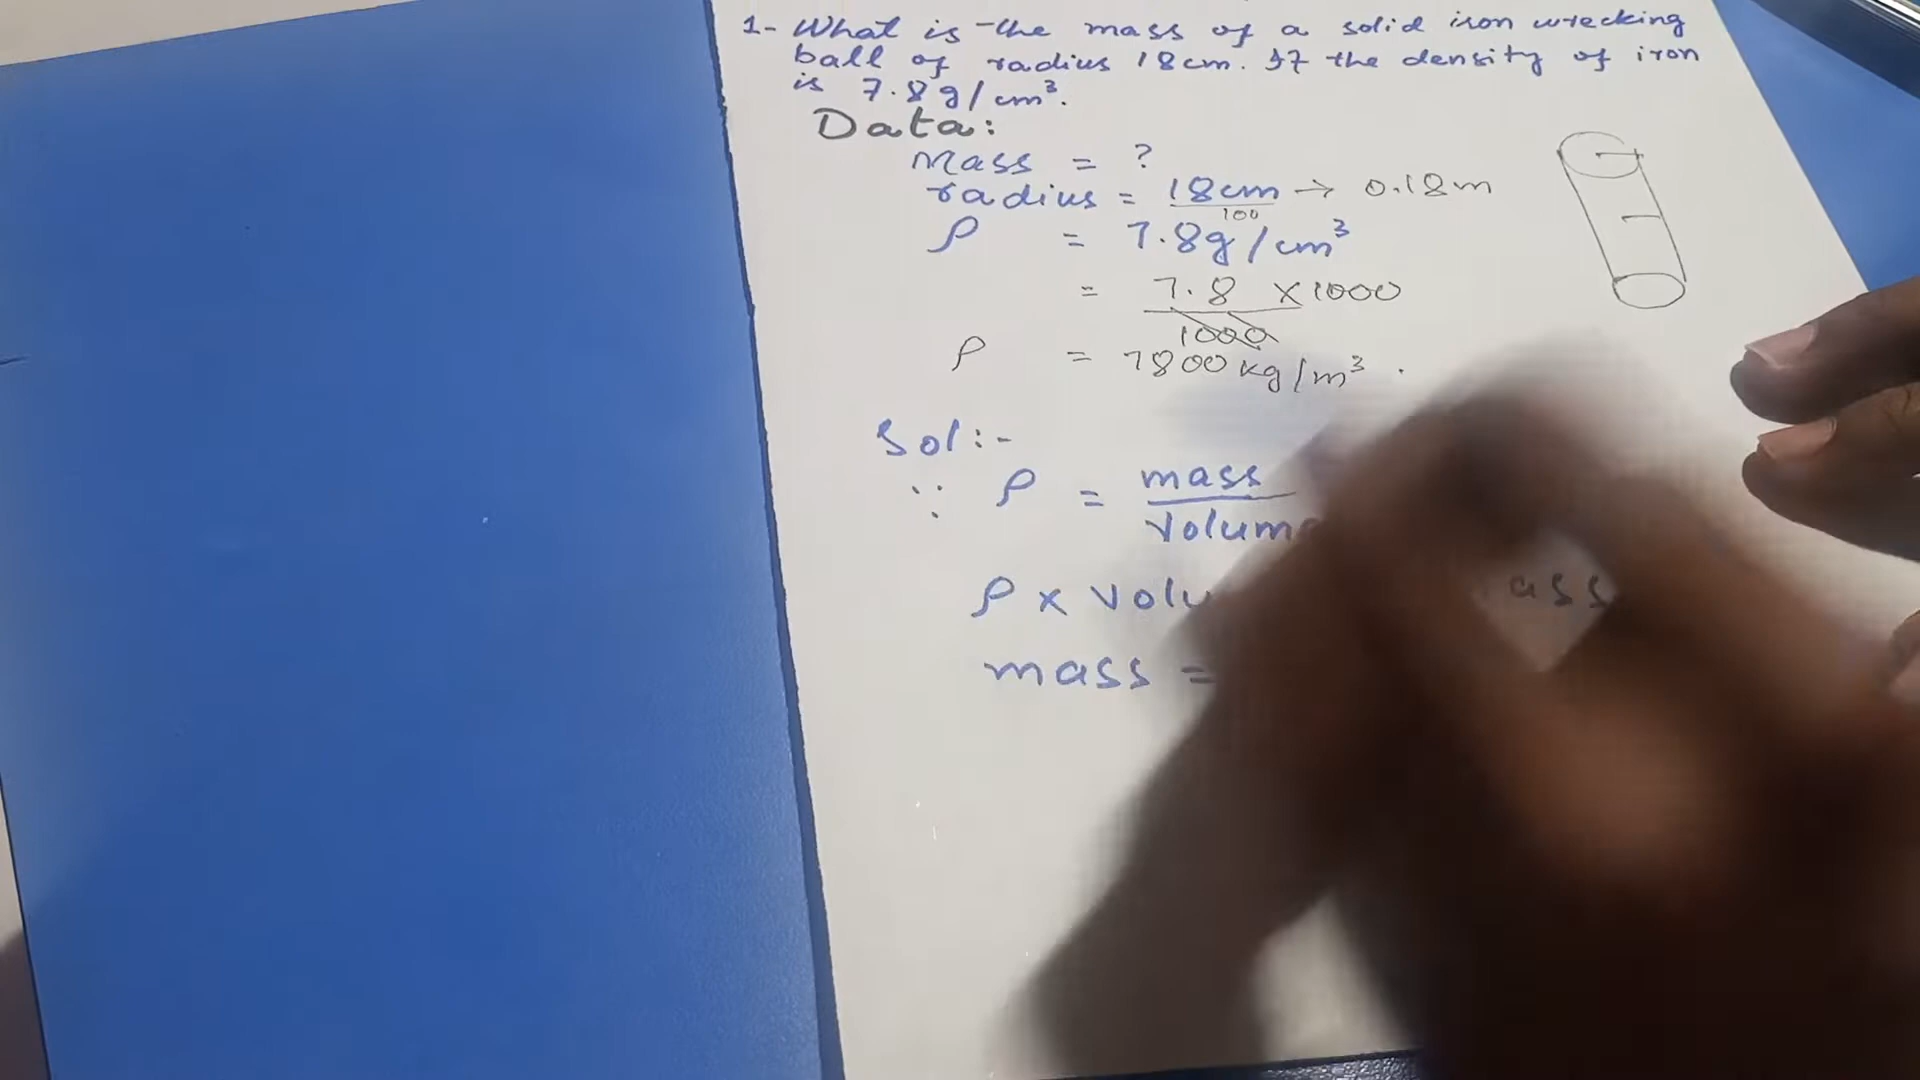 1- What is the mass of a solid iron wrecking
ball of radius 18cm. If the density of iron
is 7.8g/cm³.
Data:
Mass = ?
radius = 18cm/100 → 0.18m
ρ = 7.8g/cm³
= 7.8 × 1000
1000
ρ = 7800 kg/m³.
Sol:-
∵ ρ = mass
Volume
ρ × Volu ass
mass =